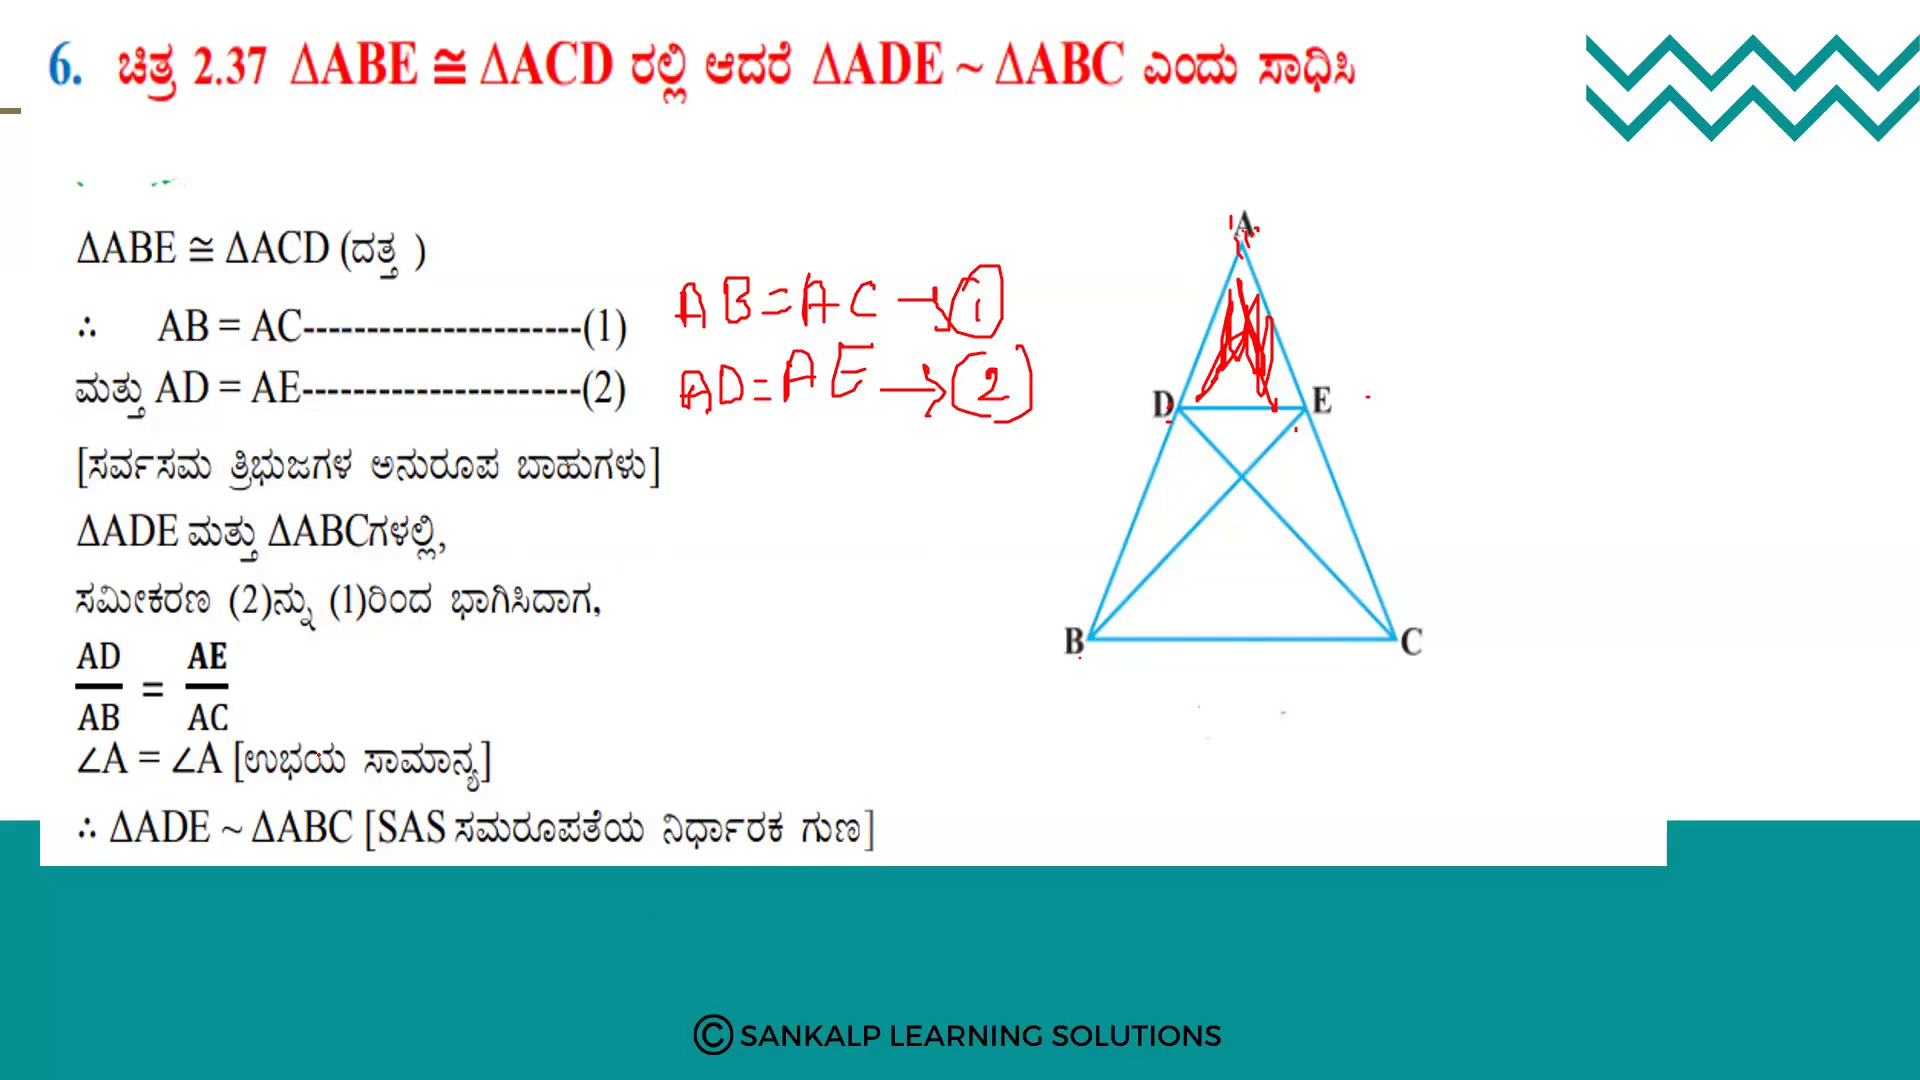 6. ಚಿತ್ರ 2.37 ΔABE ≅ ΔACD ರಲ್ಲಿ ಆದರೆ ΔADE ~ ΔABC ಎಂದು ಸಾಧಿಸಿ
ΔABE ≅ ΔACD (ದತ್ತ )
∴ AB = AC----------------------(1)
ಮತ್ತು AD = AE----------------------(2)
[ಸರ್ವಸಮ ತ್ರಿಭುಜಗಳ ಅನುರೂಪ ಬಾಹುಗಳು]
ΔADE ಮತ್ತು ΔABCಗಳಲ್ಲಿ,
ಸಮೀಕರಣ (2)ನ್ನು (1)ರಿಂದ ಭಾಗಿಸಿದಾಗ,
AD/AB = AE/AC
∠A = ∠A [ಉಭಯ ಸಾಮಾನ್ಯ]
∴ ΔADE ~ ΔABC [SAS ಸಮರೂಪತೆಯ ನಿರ್ಧಾರಕ ಗುಣ]
AB = AC → 1
AD = AE → 2
A
D E
B C
© SANKALP LEARNING SOLUTIONS